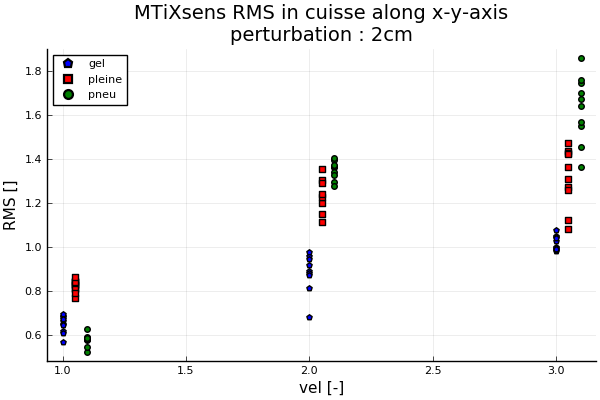 MTiXsens RMS in cuisse along x-y-axis
perturbation : 2cm
gel
pleine
pneu
RMS []
1.8
1.6
1.4
1.2
1.0
0.8
0.6
1.0
1.5
2.0
2.5
3.0
vel [-]